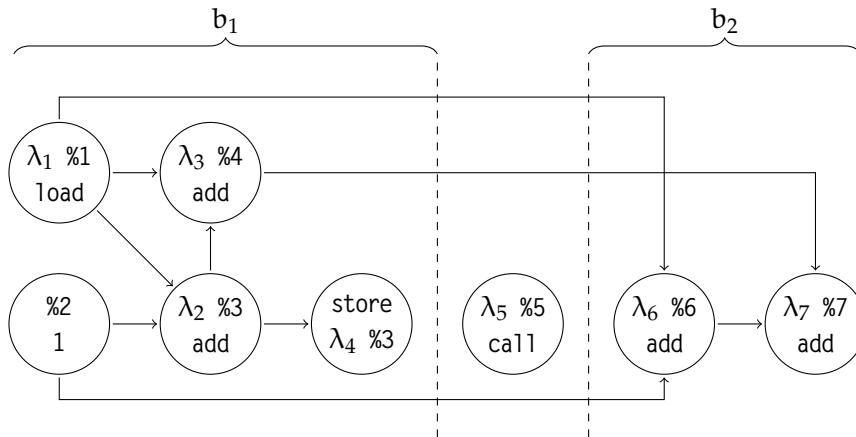 b₁
b₂
λ₁ %1
load
λ₃ %4
add
%2
1
λ₂ %3
add
store
λ₄ %3
λ₅ %5
call
λ₆ %6
add
λ₇ %7
add